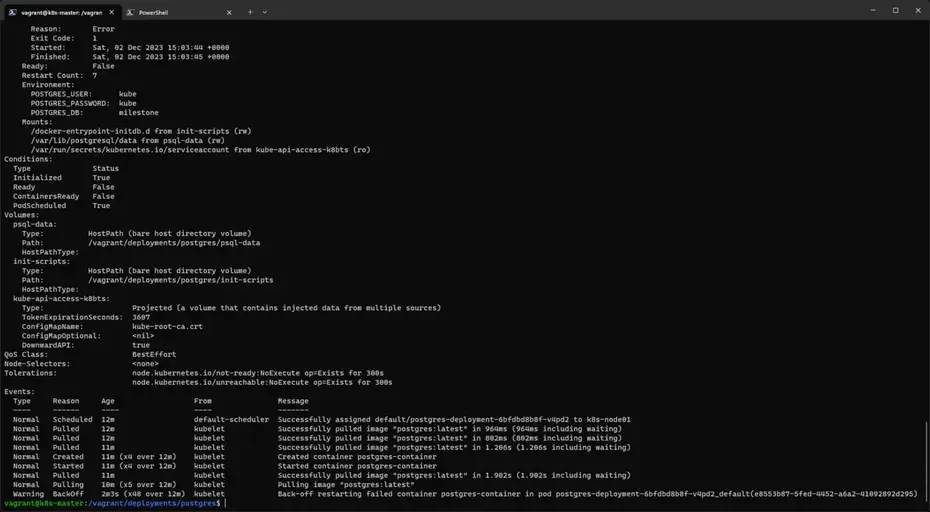 vagrant@k8s-master: /vagrant
PowerShell
Reason:       Error
Exit Code:    1
Started:      Sat, 02 Dec 2023 15:03:44 +0000
Finished:     Sat, 02 Dec 2023 15:03:45 +0000
Ready:          False
Restart Count:  7
Environment:
POSTGRES_USER:      kube
POSTGRES_PASSWORD:  kube
POSTGRES_DB:        milestone
Mounts:
/docker-entrypoint-initdb.d from init-scripts (rw)
/var/lib/postgresql/data from psql-data (rw)
/var/run/secrets/kubernetes.io/serviceaccount from kube-api-access-k8bts (ro)
Conditions:
Type              Status
Initialized       True
Ready             False
ContainersReady   False
PodScheduled      True
Volumes:
psql-data:
Type:          HostPath (bare host directory volume)
Path:          /vagrant/deployments/postgres/psql-data
HostPathType:
init-scripts:
Type:          HostPath (bare host directory volume)
Path:          /vagrant/deployments/postgres/init-scripts
HostPathType:
kube-api-access-k8bts:
Type:                    Projected (a volume that contains injected data from multiple sources)
TokenExpirationSeconds:  3607
ConfigMapName:           kube-root-ca.crt
ConfigMapOptional:       <nil>
DownwardAPI:             true
QoS Class:                   BestEffort
Node-Selectors:              <none>
Tolerations:                 node.kubernetes.io/not-ready:NoExecute op=Exists for 300s
node.kubernetes.io/unreachable:NoExecute op=Exists for 300s
Events:
Type     Reason     Age                   From               Message
----     ------     ----                  ----               -------
Normal   Scheduled  12m                   default-scheduler  Successfully assigned default/postgres-deployment-6bfdbd8b8f-v4pd2 to k8s-node01
Normal   Pulled     12m                   kubelet            Successfully pulled image "postgres:latest" in 964ms (964ms including waiting)
Normal   Pulled     12m                   kubelet            Successfully pulled image "postgres:latest" in 802ms (802ms including waiting)
Normal   Pulled     11m                   kubelet            Successfully pulled image "postgres:latest" in 1.206s (1.206s including waiting)
Normal   Created    11m (x4 over 12m)     kubelet            Created container postgres-container
Normal   Started    11m (x4 over 12m)     kubelet            Started container postgres-container
Normal   Pulled     11m                   kubelet            Successfully pulled image "postgres:latest" in 1.902s (1.902s including waiting)
Normal   Pulling    10m (x5 over 12m)     kubelet            Pulling image "postgres:latest"
Warning  BackOff    2m3s (x48 over 12m)   kubelet            Back-off restarting failed container postgres-container in pod postgres-deployment-6bfdbd8b8f-v4pd2_default(e8553b87-5fed-4452-a6a2-41092892d295)
vagrant@k8s-master:/vagrant/deployments/postgres$